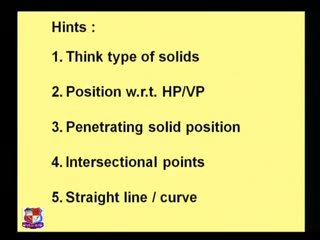 Hints :
1. Think type of solids
2. Position w.r.t. HP/VP
3. Penetrating solid position
4. Intersectional points
5. Straight line / curve